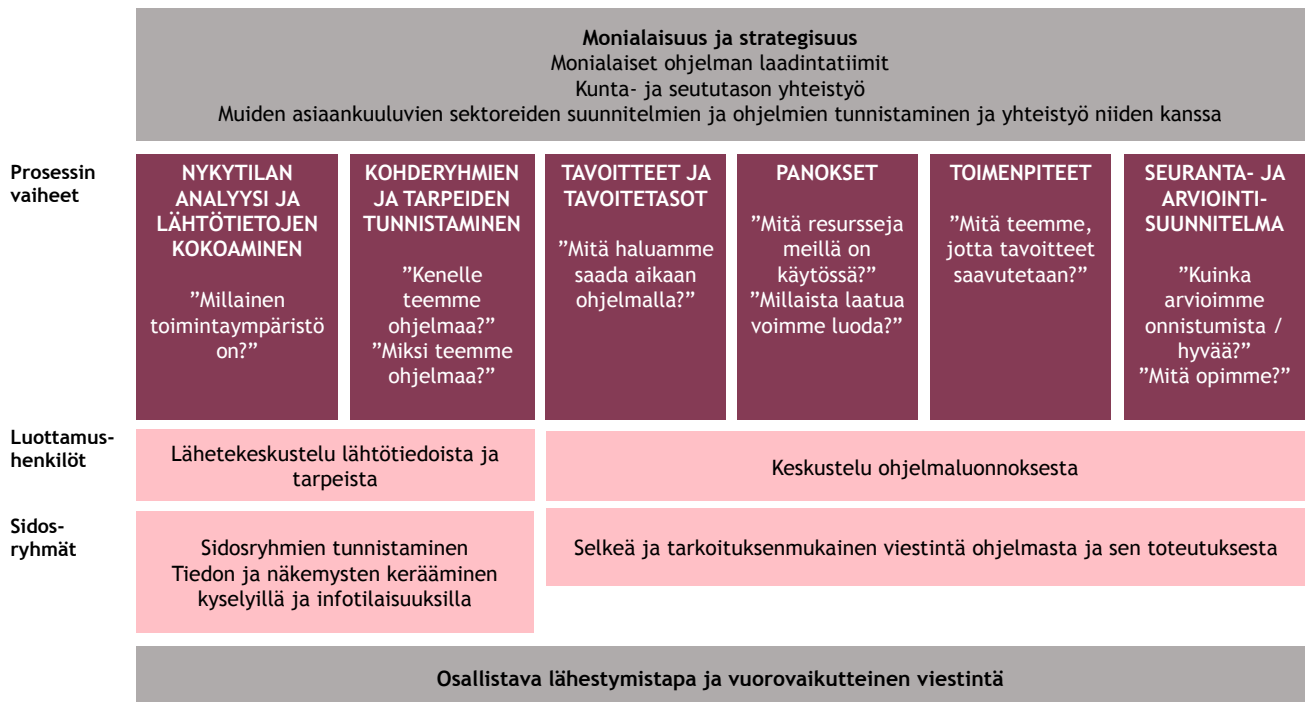 Monialaisuus ja strategisuus
Monialaiset ohjelman laadintatiimit
Kunta- ja seututason yhteistyö
Muiden asiaankuuluvien sektoreiden suunnitelmien ja ohjelmien tunnistaminen ja yhteistyö niiden kanssa
Prosessin
vaiheet
NYKYTILAN
ANALYYSI JA
LÄHTÖTIETOJEN
KOKOAMINEN
”Millainen
toimintaympäristö
on?”
KOHDERYHMIEN
JA TARPEIDEN
TUNNISTAMINEN
”Kenelle
teemme
ohjelmaa?”
”Miksi teemme
ohjelmaa?”
TAVOITTEET JA
TAVOITETASOT
”Mitä haluamme
saada aikaan
ohjelmalla?”
PANOKSET
”Mitä resursseja
meillä on
käytössä?”
”Millaista laatua
voimme luoda?”
TOIMENPITEET
”Mitä teemme,
jotta tavoitteet
saavutetaan?”
SEURANTA- JA
ARVIOINTI-
SUUNNITELMA
”Kuinka
arvioimme
onnistumista /
hyvää?”
”Mitä opimme?”
Luottamus-
henkilöt
Lähetekeskustelu lähtötiedoista ja
tarpeista
Keskustelu ohjelmaluonnoksesta
Sidos-
ryhmät
Sidosryhmien tunnistaminen
Tiedon ja näkemysten kerääminen
kyselyillä ja infotilaisuuksilla
Selkeä ja tarkoituksenmukainen viestintä ohjelmasta ja sen toteutuksesta
Osallistava lähestymistapa ja vuorovaikutteinen viestintä